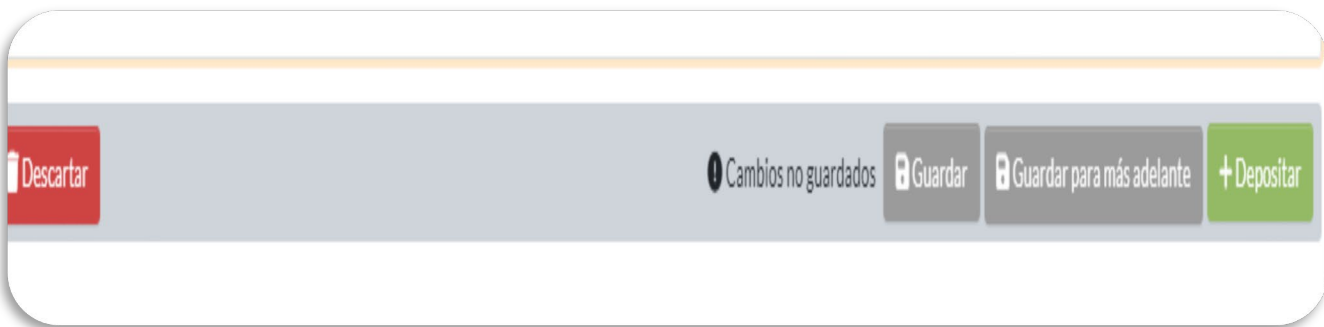 Descartar
Cambios no guardados
Guardar
Guardar para más adelante
+ Depositar